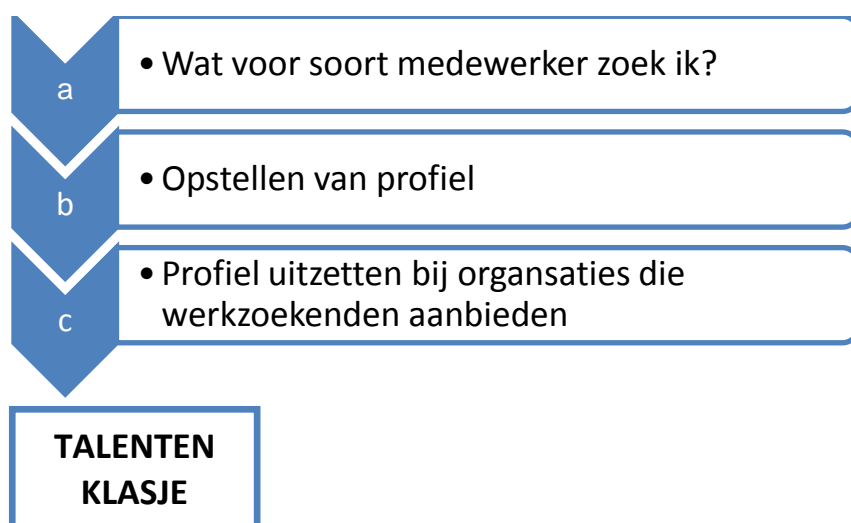 a
• Wat voor soort medewerker zoek ik?
b
• Opstellen van profiel
c
• Profiel uitzetten bij organsaties die
werkzoekenden aanbieden
TALENTEN
KLASJE